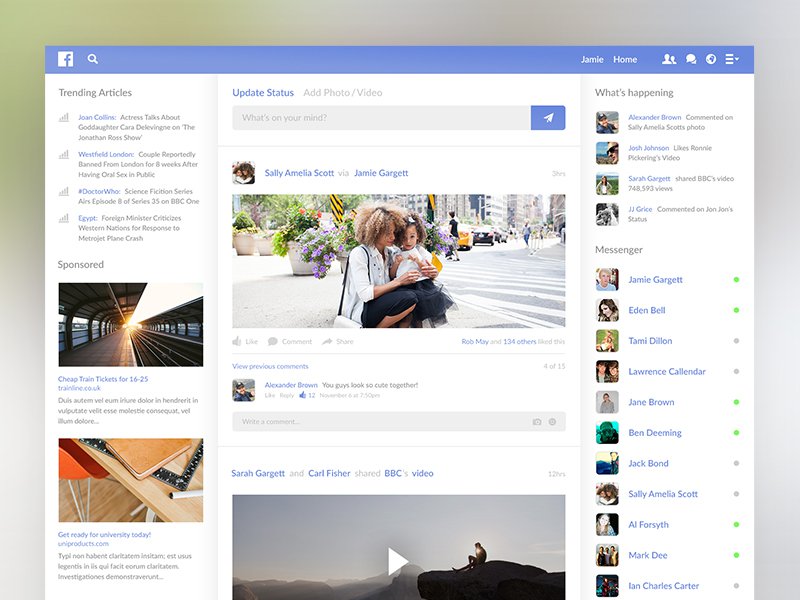 f
Jamie Home
Trending Articles
Joan Collins: Actress Talks About
Goddaughter Cara Delevingne on 'The
Jonathan Ross Show'
Westfield London: Couple Reportedly
Banned From London for 8 weeks After
Having Oral Sex in Public
#DoctorWho: Science Ficition Series
Airs Episode 8 of Series 35 on BBC One
Egypt: Foreign Minister Criticizes
Western Nations for Response to
Metrojet Plane Crash
Sponsored
Cheap Train Tickets for 16-25
trainline.co.uk
Duis autem vel eum iriure dolor in hendrerit in
vulputate velit esse molestie consequat, vel
illum dolore...
Get ready for university today!
uniproducts.com
Typi non habent claritatem insitam; est usus
legentis in iis qui facit eorum claritatem.
Investigationes demonstraverunt...
Update Status Add Photo / Video
What's on your mind?
Sally Amelia Scott via Jamie Gargett 3hrs
Like Comment Share Rob May and 134 others liked this
View previous comments 4 of 15
Alexander Brown You guys look so cute together!
Like Reply 12 November 6 at 7:50pm
Write a comment...
Sarah Gargett and Carl Fisher shared BBC's video 12hrs
What's happening
Alexander Brown Commented on
Sally Amelia Scotts photo
Josh Johnson Likes Ronnie
Pickering's Video
Sarah Gargett shared BBC's video
748,593 views
JJ Grice Commented on Jon Jon's
Status
Messenger
Jamie Gargett
Eden Bell
Tami Dillon
Lawrence Callendar
Jane Brown
Ben Deeming
Jack Bond
Sally Amelia Scott
Al Forsyth
Mark Dee
Ian Charles Carter